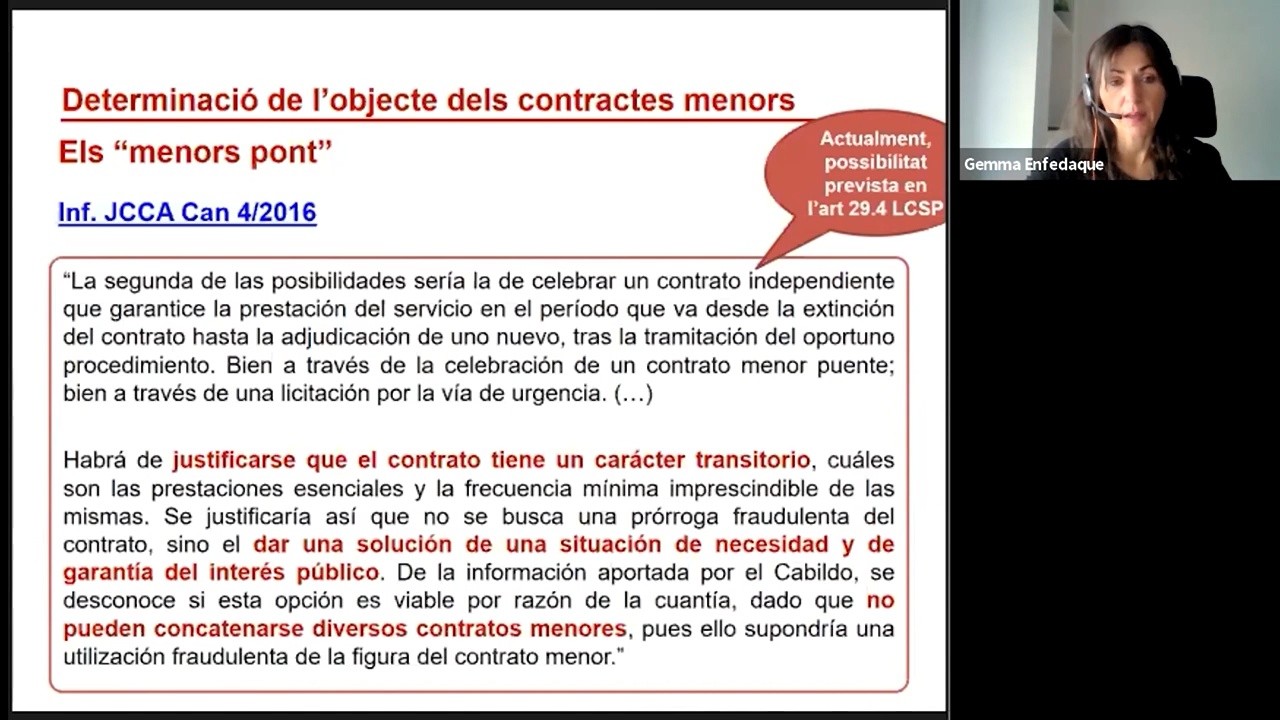 Determinació de l’objecte dels contractes menors
Els “menors pont”
Actualment,
possibilitat
prevista en
l’art 29.4 LCSP
Inf. JCCA Can 4/2016
“La segunda de las posibilidades sería la de celebrar un contrato independiente
que garantice la prestación del servicio en el período que va desde la extinción
del contrato hasta la adjudicación de uno nuevo, tras la tramitación del oportuno
procedimiento. Bien a través de la celebración de un contrato menor puente;
bien a través de una licitación por la vía de urgencia. (…)
Habrá de justificarse que el contrato tiene un carácter transitorio, cuáles
son las prestaciones esenciales y la frecuencia mínima imprescindible de las
mismas. Se justificaría así que no se busca una prórroga fraudulenta del
contrato, sino el dar una solución de una situación de necesidad y de
garantía del interés público. De la información aportada por el Cabildo, se
desconoce si esta opción es viable por razón de la cuantía, dado que no
pueden concatenarse diversos contratos menores, pues ello supondría una
utilización fraudulenta de la figura del contrato menor.”
Gemma Enfedaque